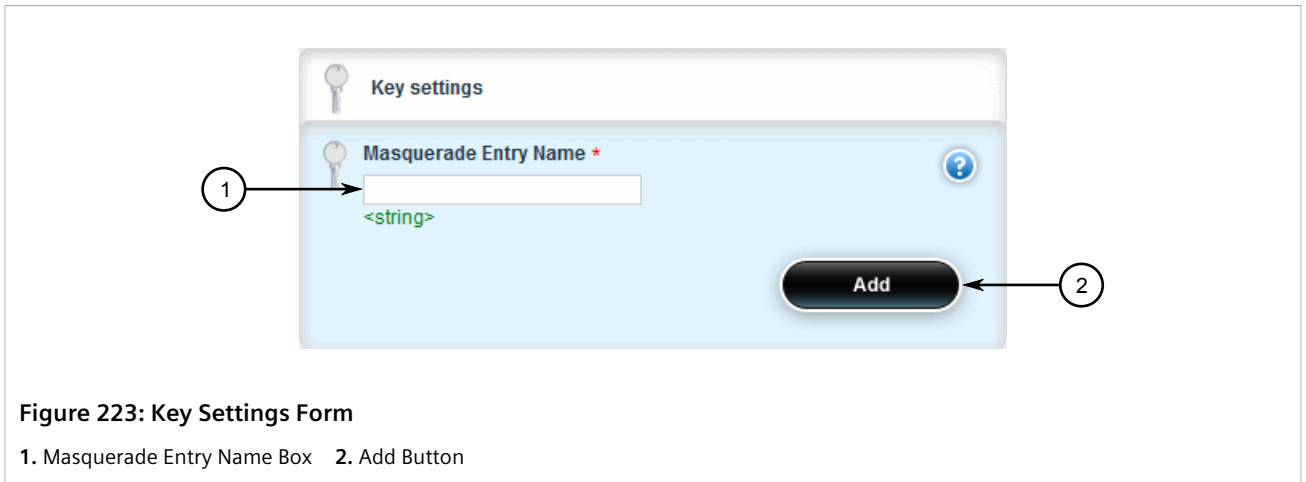 Key settings
Masquerade Entry Name *
?
1
<string>
Add
2
Figure 223: Key Settings Form
1. Masquerade Entry Name Box 2. Add Button